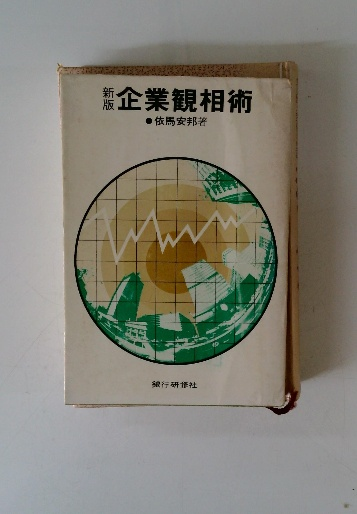 新版 企業観相術
●依馬安邦著
銀行研修社